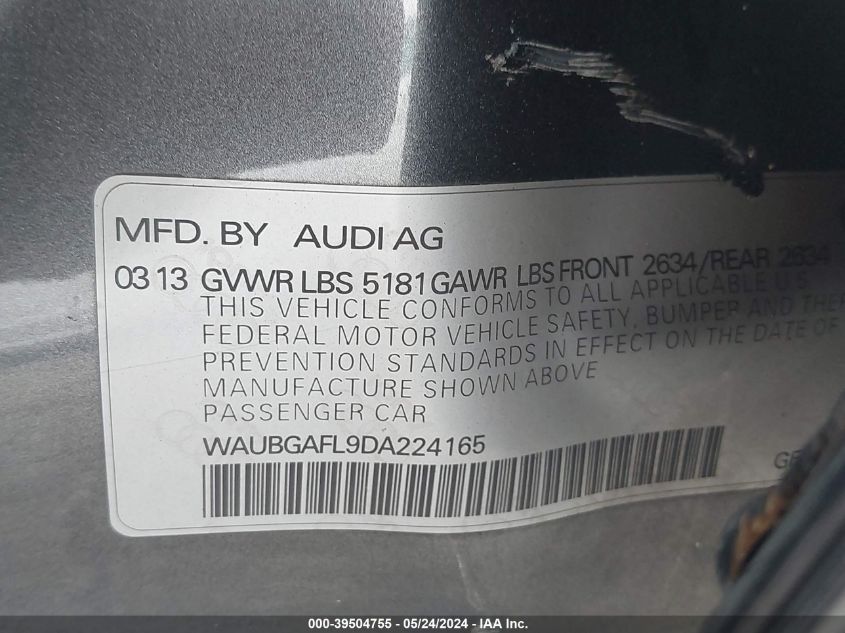 MFD. BY AUDI AG
03 13 GVWR LBS 5181 GAWR LBS FRONT 2634/REAR 2634
THIS VEHICLE CONFORMS TO ALL APPLICABLE
FEDERAL MOTOR VEHICLE SAFETY, BUMPER AND
PREVENTION STANDARDS IN EFFECT ON THE DATE OF
MANUFACTURE SHOWN ABOVE
PASSENGER CAR
WAUBGAFL9DA224165
000-39504755 - 05/24/2024 - IAA Inc.